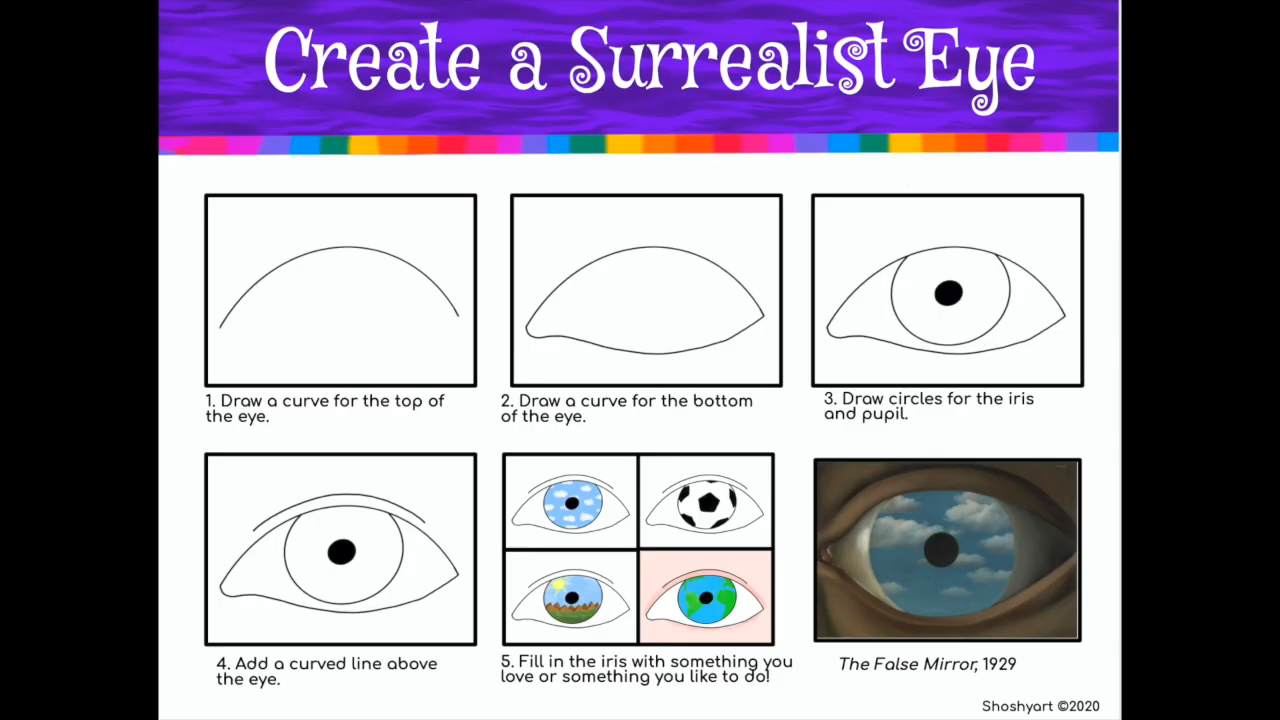 Create a Surrealist Eye
1. Draw a curve for the top of
the eye.
2. Draw a curve for the bottom
of the eye.
3. Draw circles for the iris
and pupil.
4. Add a curved line above
the eye.
5. Fill in the iris with something you
love or something you like to do!
The False Mirror, 1929
Shoshyart ©2020